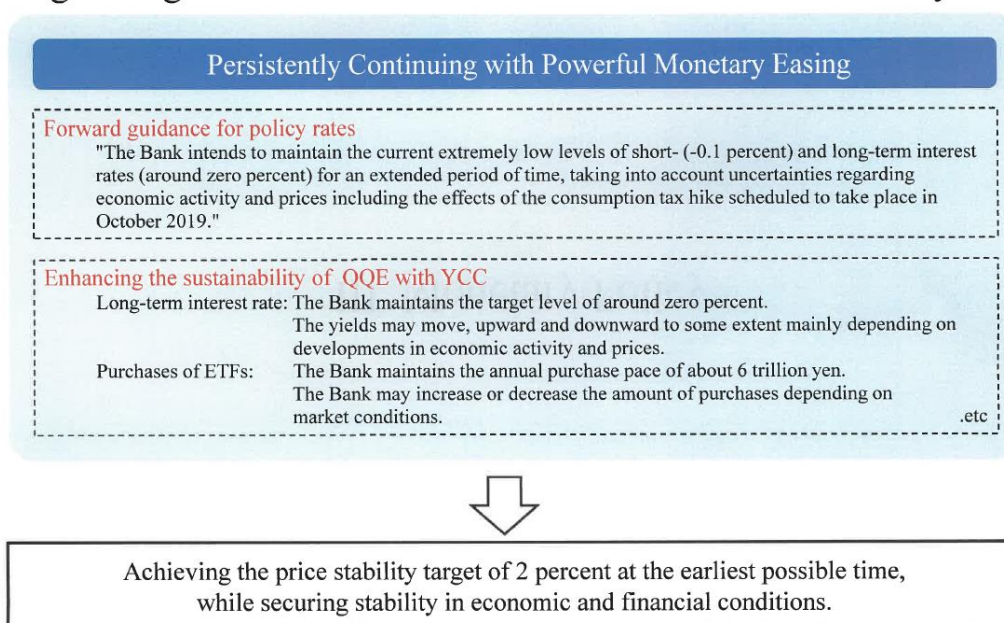 Persistently Continuing with Powerful Monetary Easing
Forward guidance for policy rates
"The Bank intends to maintain the current extremely low levels of short- (-0.1 percent) and long-term interest
rates (around zero percent) for an extended period of time, taking into account uncertainties regarding
economic activity and prices including the effects of the consumption tax hike scheduled to take place in
October 2019."
Enhancing the sustainability of QQE with YCC
Long-term interest rate: The Bank maintains the target level of around zero percent.
The yields may move, upward and downward to some extent mainly depending on
developments in economic activity and prices.
Purchases of ETFs: The Bank maintains the annual purchase pace of about 6 trillion yen.
The Bank may increase or decrease the amount of purchases depending on
market conditions. .etc
Achieving the price stability target of 2 percent at the earliest possible time,
while securing stability in economic and financial conditions.